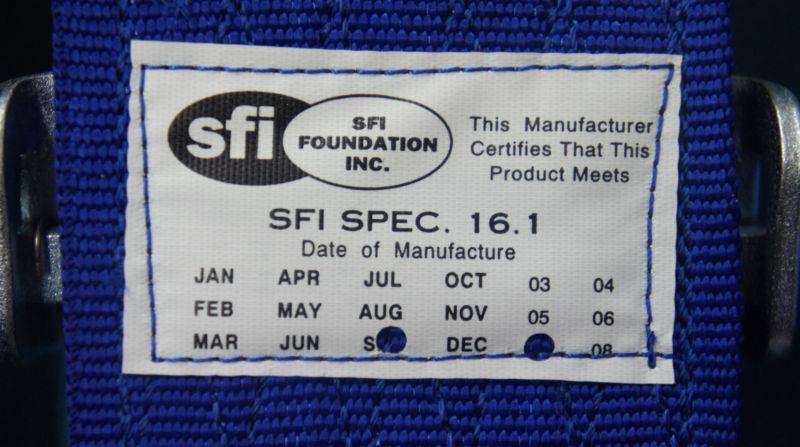 sfi
SFI
FOUNDATION
INC.
This Manufacturer
Certifies That This
Product Meets
SFI SPEC. 16.1
Date of Manufacture
JAN APR JUL OCT 03 04
FEB MAY AUG NOV 05 06
MAR JUN DEC 08